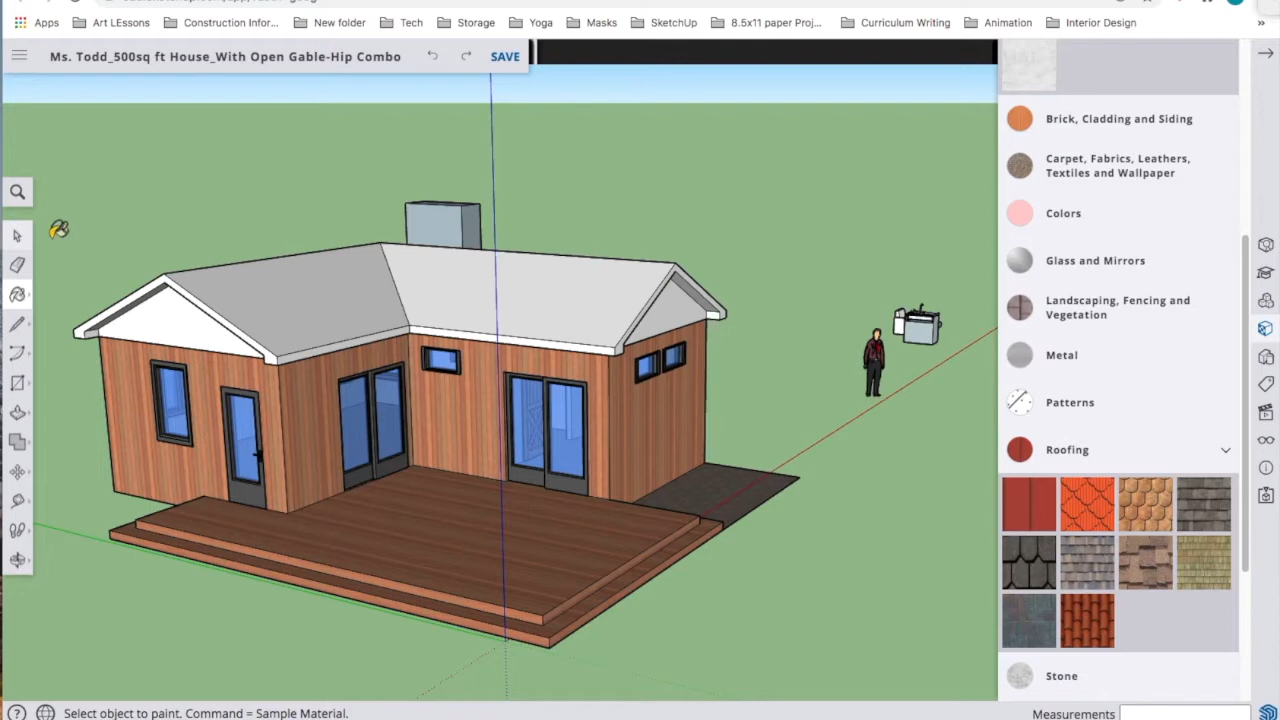 Apps
Art LEssons
Construction Infor...
New folder
Tech
Storage
Yoga
Masks
SketchUp
8.5x11 paper Proj...
Curriculum Writing
Animation
Interior Design
»
Ms. Todd_500sq ft House_With Open Gable-Hip Combo
SAVE
Brick, Cladding and Siding
Carpet, Fabrics, Leathers,
Textiles and Wallpaper
Colors
Glass and Mirrors
Landscaping, Fencing and
Vegetation
Metal
Patterns
Roofing
Stone
Select object to paint. Command = Sample Material.
Measurements